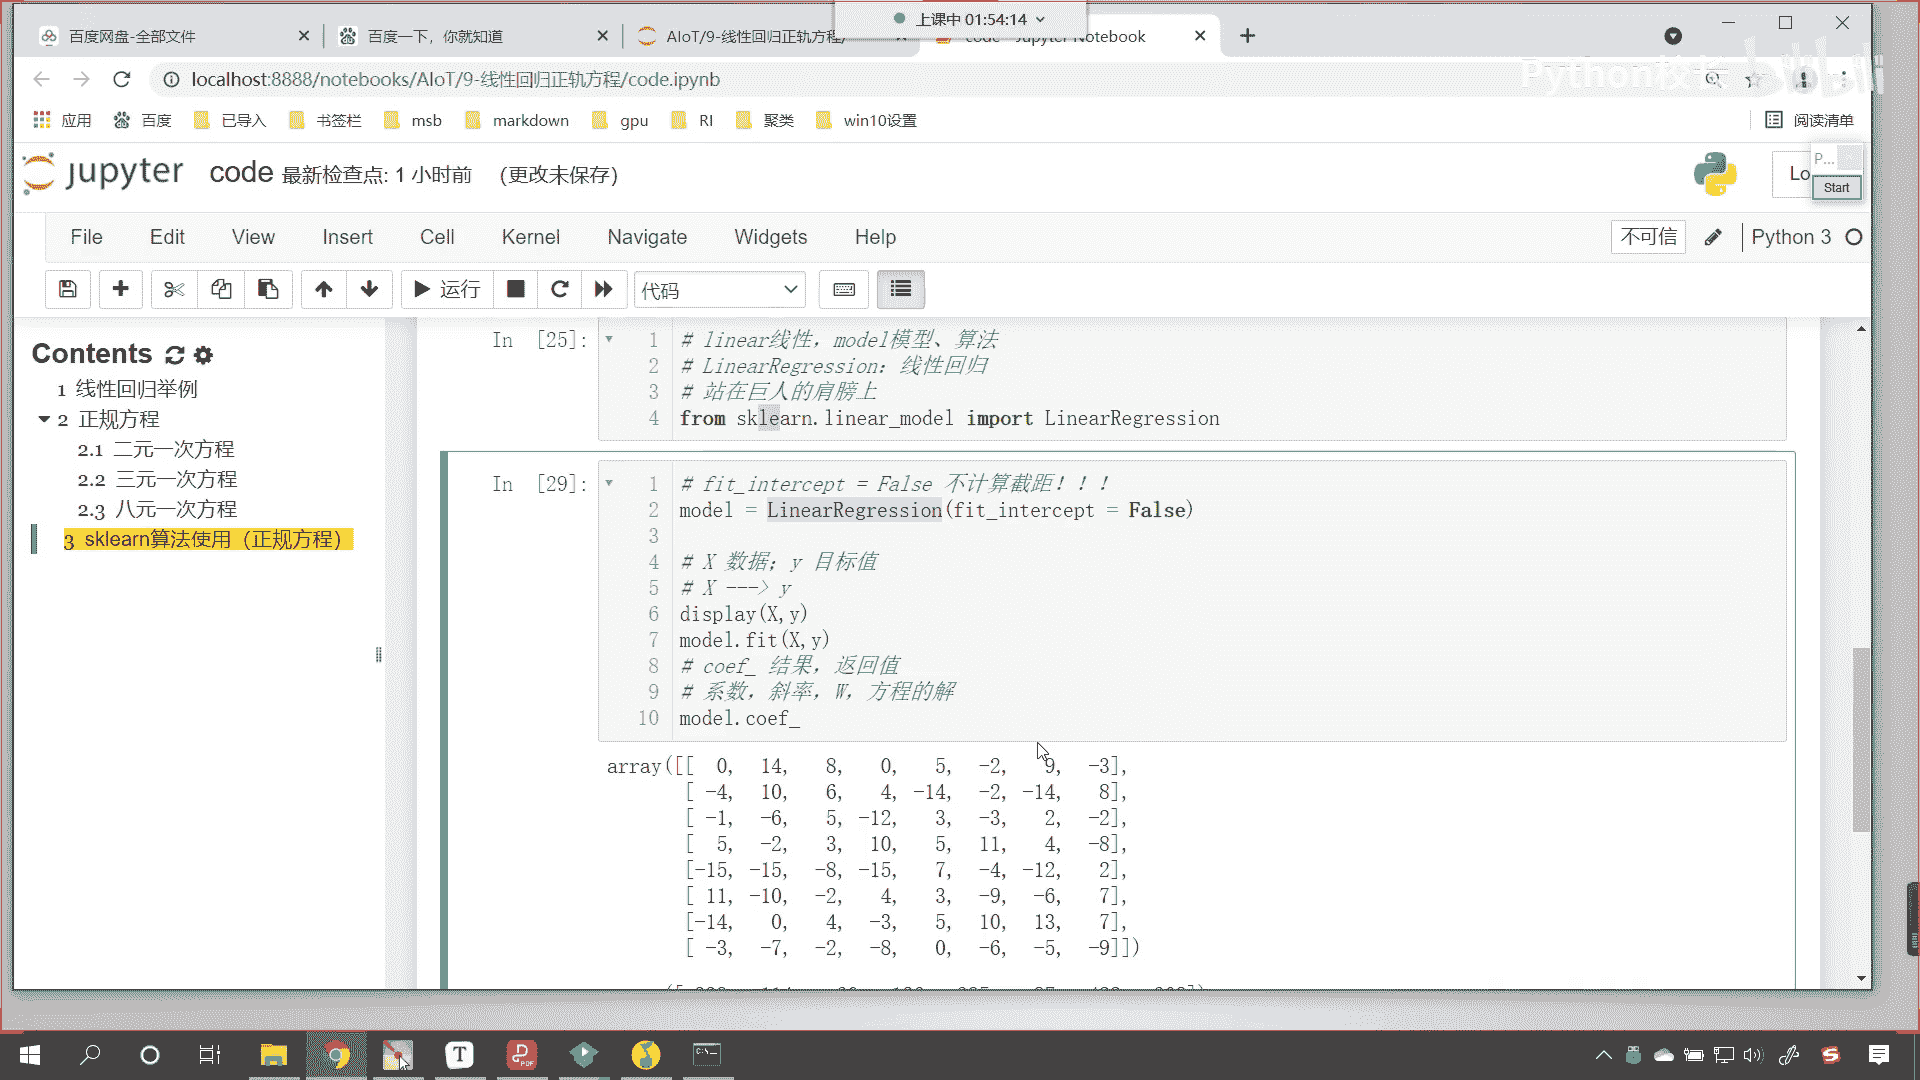 上课中 01:54:14
百度网盘-全部文件
百度一下，你就知道
AIoT/9-线性回归正轨方程/
code - Jupyter Notebook
localhost:8888/notebooks/AIoT/9-线性回归正轨方程/code.ipynb
应用 百度 已导入 书签栏 msb markdown gpu RI 聚类 win10设置 阅读清单
jupyter code 最新检查点: 1 小时前 (更改未保存)
P...
Lo
Start
File Edit View Insert Cell Kernel Navigate Widgets Help 不可信 Python 3
运行 代码
Contents
1 线性回归举例
2 正规方程
2.1 二元一次方程
2.2 三元一次方程
2.3 八元一次方程
3 sklearn算法使用（正规方程）
In [25]:
1 # linear线性，model模型、算法
2 # LinearRegression：线性回归
3 # 站在巨人的肩膀上
4 from sklearn.linear_model import LinearRegression
In [29]:
1 # fit_intercept = False 不计算截距！！！
2 model = LinearRegression(fit_intercept = False)
3
4 # X 数据；y 目标值
5 # X ---> y
6 display(X,y)
7 model.fit(X,y)
8 # coef_ 结果，返回值
9 # 系数，斜率，W，方程的解
10 model.coef_
array([[ 0, 14, 8, 0, 5, -2, 9, -3],
[ -4, 10, 6, 4, -14, -2, -14, 8],
[ -1, -6, 5, -12, 3, -3, 2, -2],
[ 5, -2, 3, 10, 5, 11, 4, -8],
[-15, -15, -8, -15, 7, -4, -12, 2],
[ 11, -10, -2, 4, 3, -9, -6, 7],
[-14, 0, 4, -3, 5, 10, 13, 7],
[ -3, -7, -2, -8, 0, -6, -5, -9]])